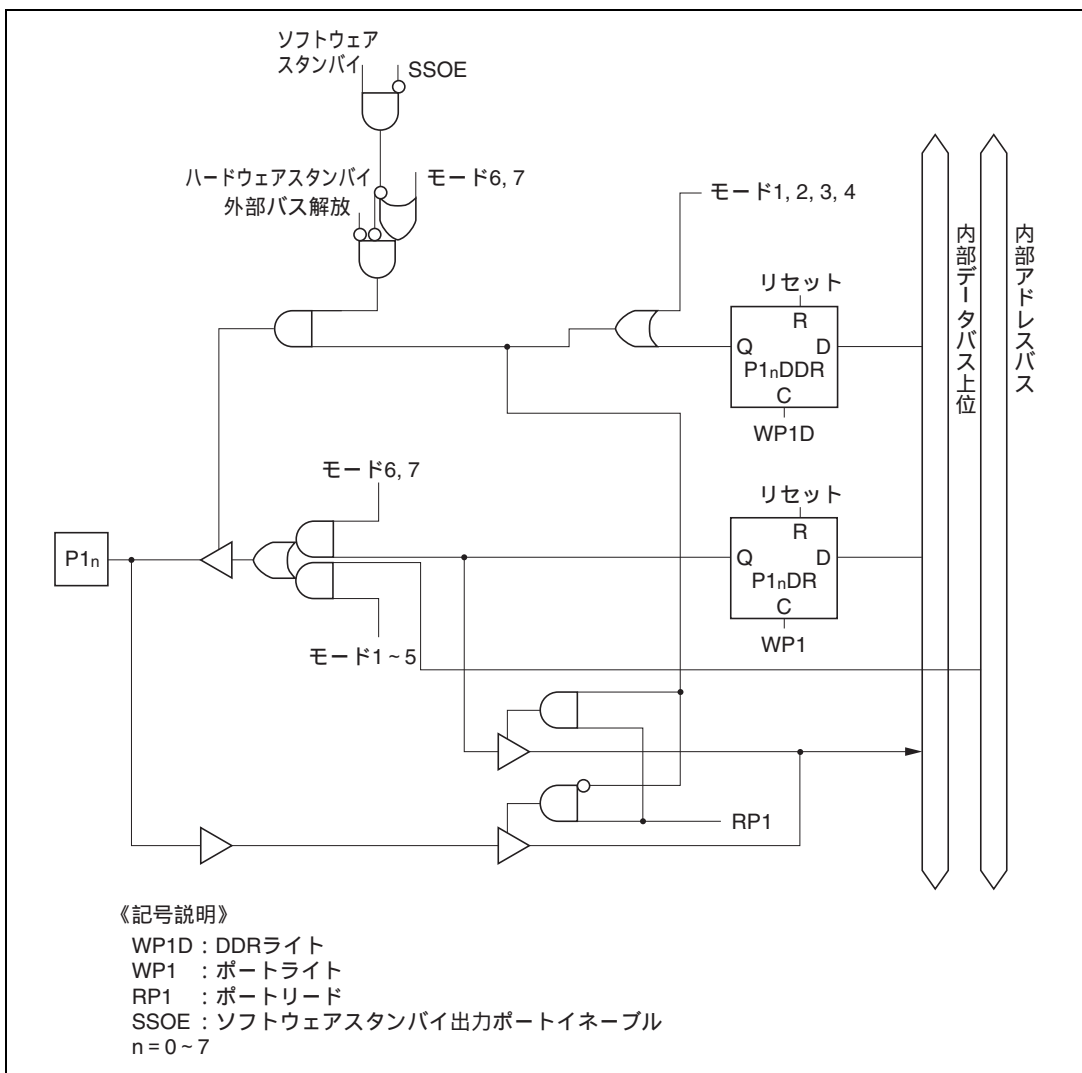 ソフトウェア
スタンバイ
SSOE
ハードウェアスタンバイ
モード6, 7
外部バス解放
モード1, 2, 3, 4
リセット
R
Q D
P1nDDR
C
WP1D
内部データバス上位
内部アドレスバス
モード6, 7
リセット
R
Q D
P1nDR
C
WP1
P1n
モード1~5
RP1
《記号説明》
WP1D : DDRライト
WP1 : ポートライト
RP1 : ポートリード
SSOE : ソフトウェアスタンバイ出力ポートイネーブル
n = 0~7